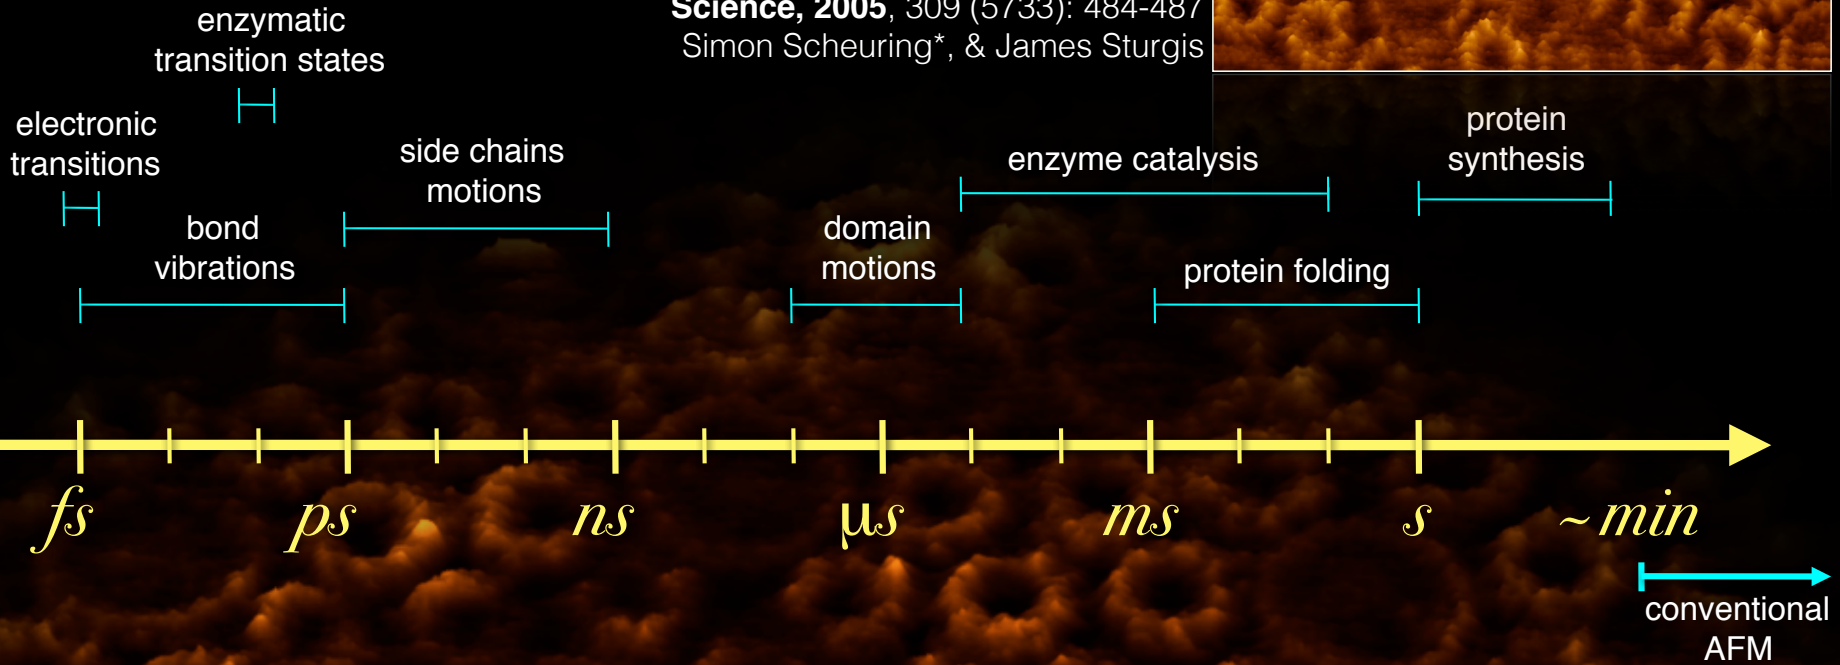 enzymatic
transition states
Science, 2005, 309 (5733): 484-487
Simon Scheuring*, & James Sturgis
electronic
transitions
side chains
motions
enzyme catalysis
protein
synthesis
bond
vibrations
domain
motions
protein folding
fs
ps
ns
µs
ms
s
~min
conventional
AFM